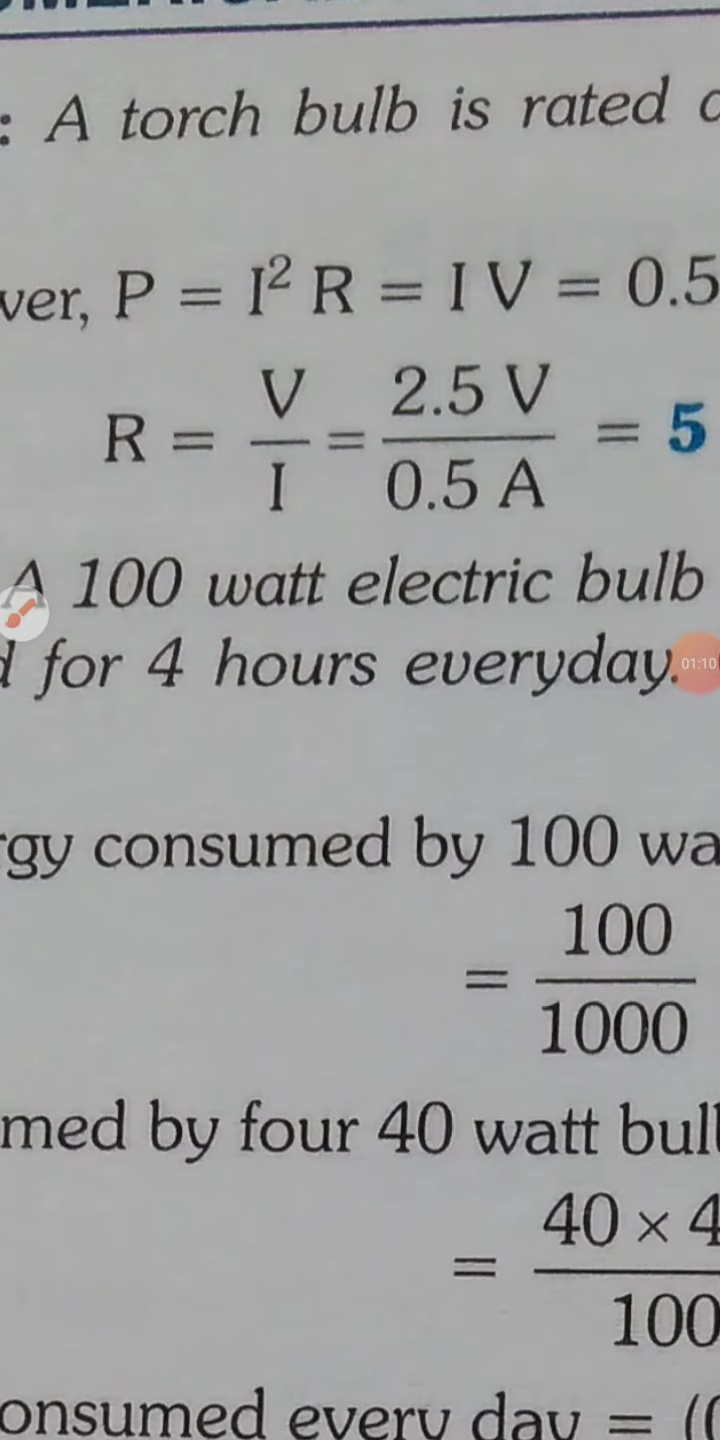 : A torch bulb is rated
ver, P = I² R = I V = 0.5
R = V/I = 2.5 V/0.5 A = 5
A 100 watt electric bulb
d for 4 hours everyday.
01:10
rgy consumed by 100 wa
= 100/1000
med by four 40 watt bul
= 40 × 4/100
onsumed every day = ((